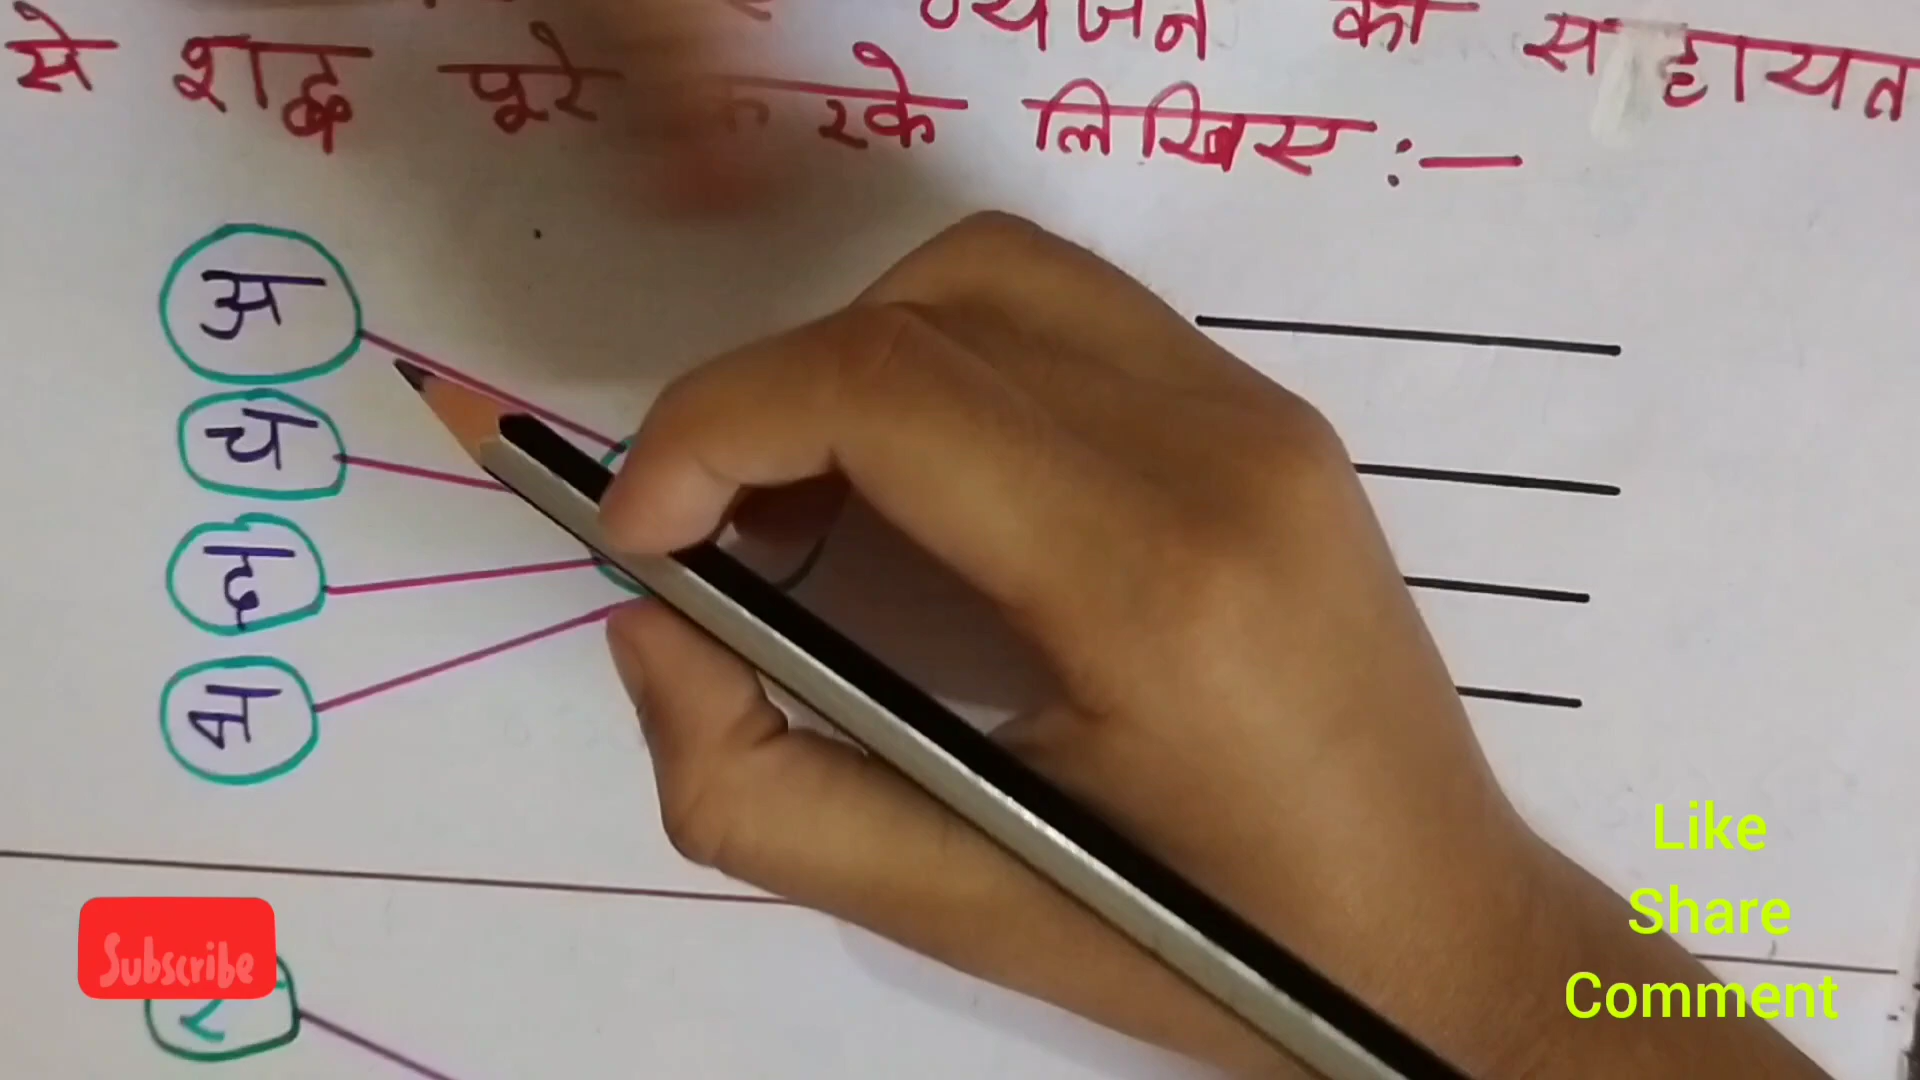 व्यंजन की सहायत
से शब्द पूरे करके लिखिए :—
अ
च
द
म
Subscribe
र
Like
Share
Comment